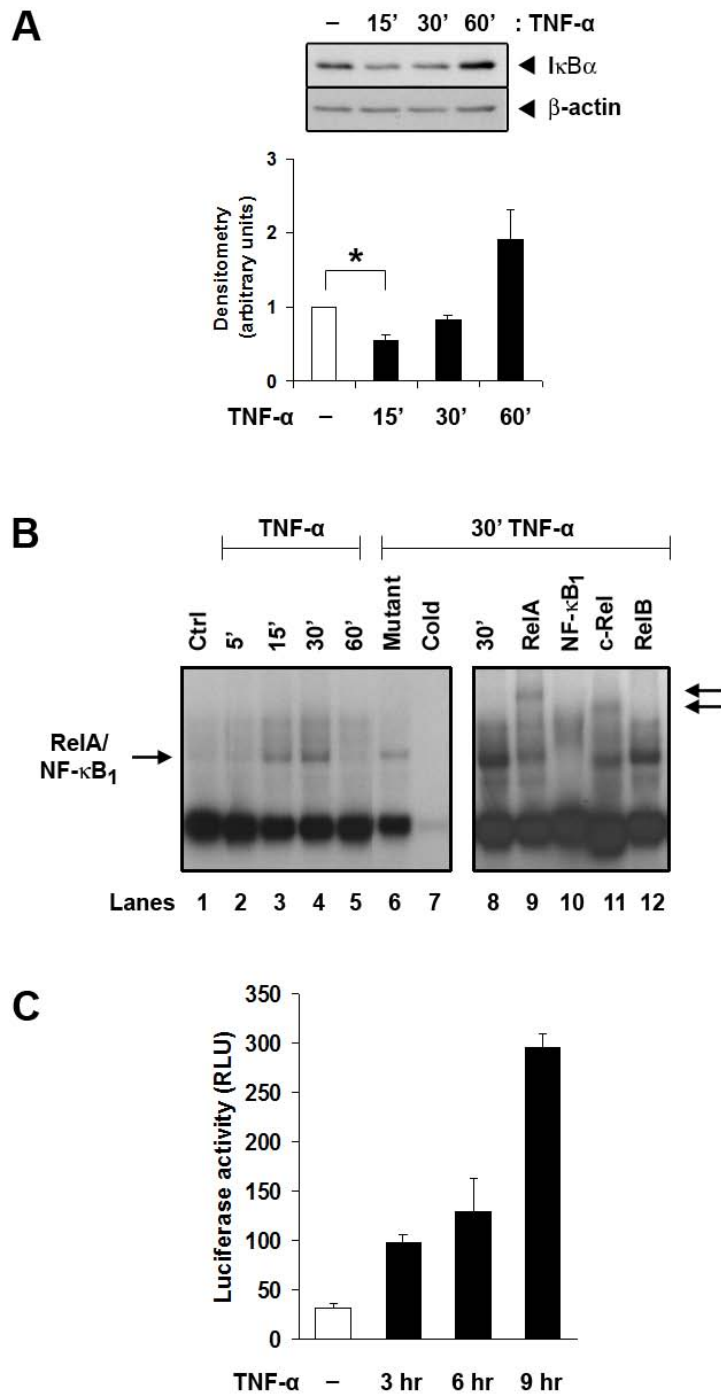 A
– 15’ 30’ 60’ : TNF-α
IκBα
β-actin
Densitometry
(arbitrary units)
3
2
1
0
*
TNF-α – 15’ 30’ 60’
B
TNF-α 30’ TNF-α
Ctrl 5’ 15’ 30’ 60’ Mutant Cold 30’ RelA NF-κB1 c-Rel RelB
RelA/
NF-κB1
Lanes 1 2 3 4 5 6 7 8 9 10 11 12
C
Luciferase activity (RLU)
350
300
250
200
150
100
50
0
TNF-α – 3 hr 6 hr 9 hr